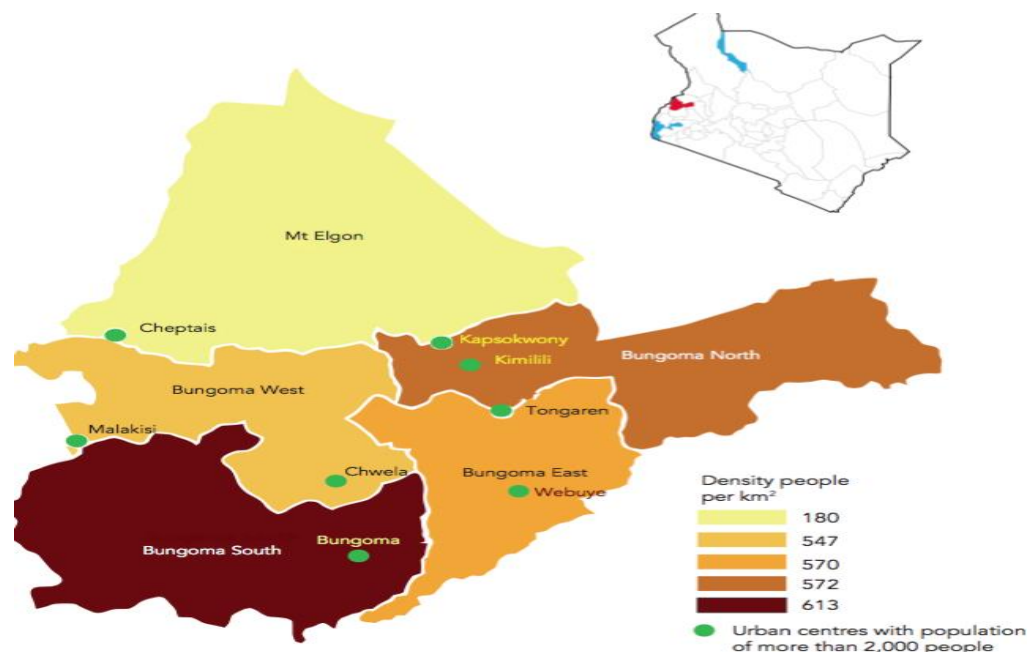 Mt Elgon
Cheptais
Kapsokwony
Kimilili
Bungoma North
Bungoma West
Tongaren
Malakisi
Chwela
Bungoma East
Webuye
Bungoma
Bungoma South
Density people
per km²
180
547
570
572
613
Urban centres with population
of more than 2,000 people